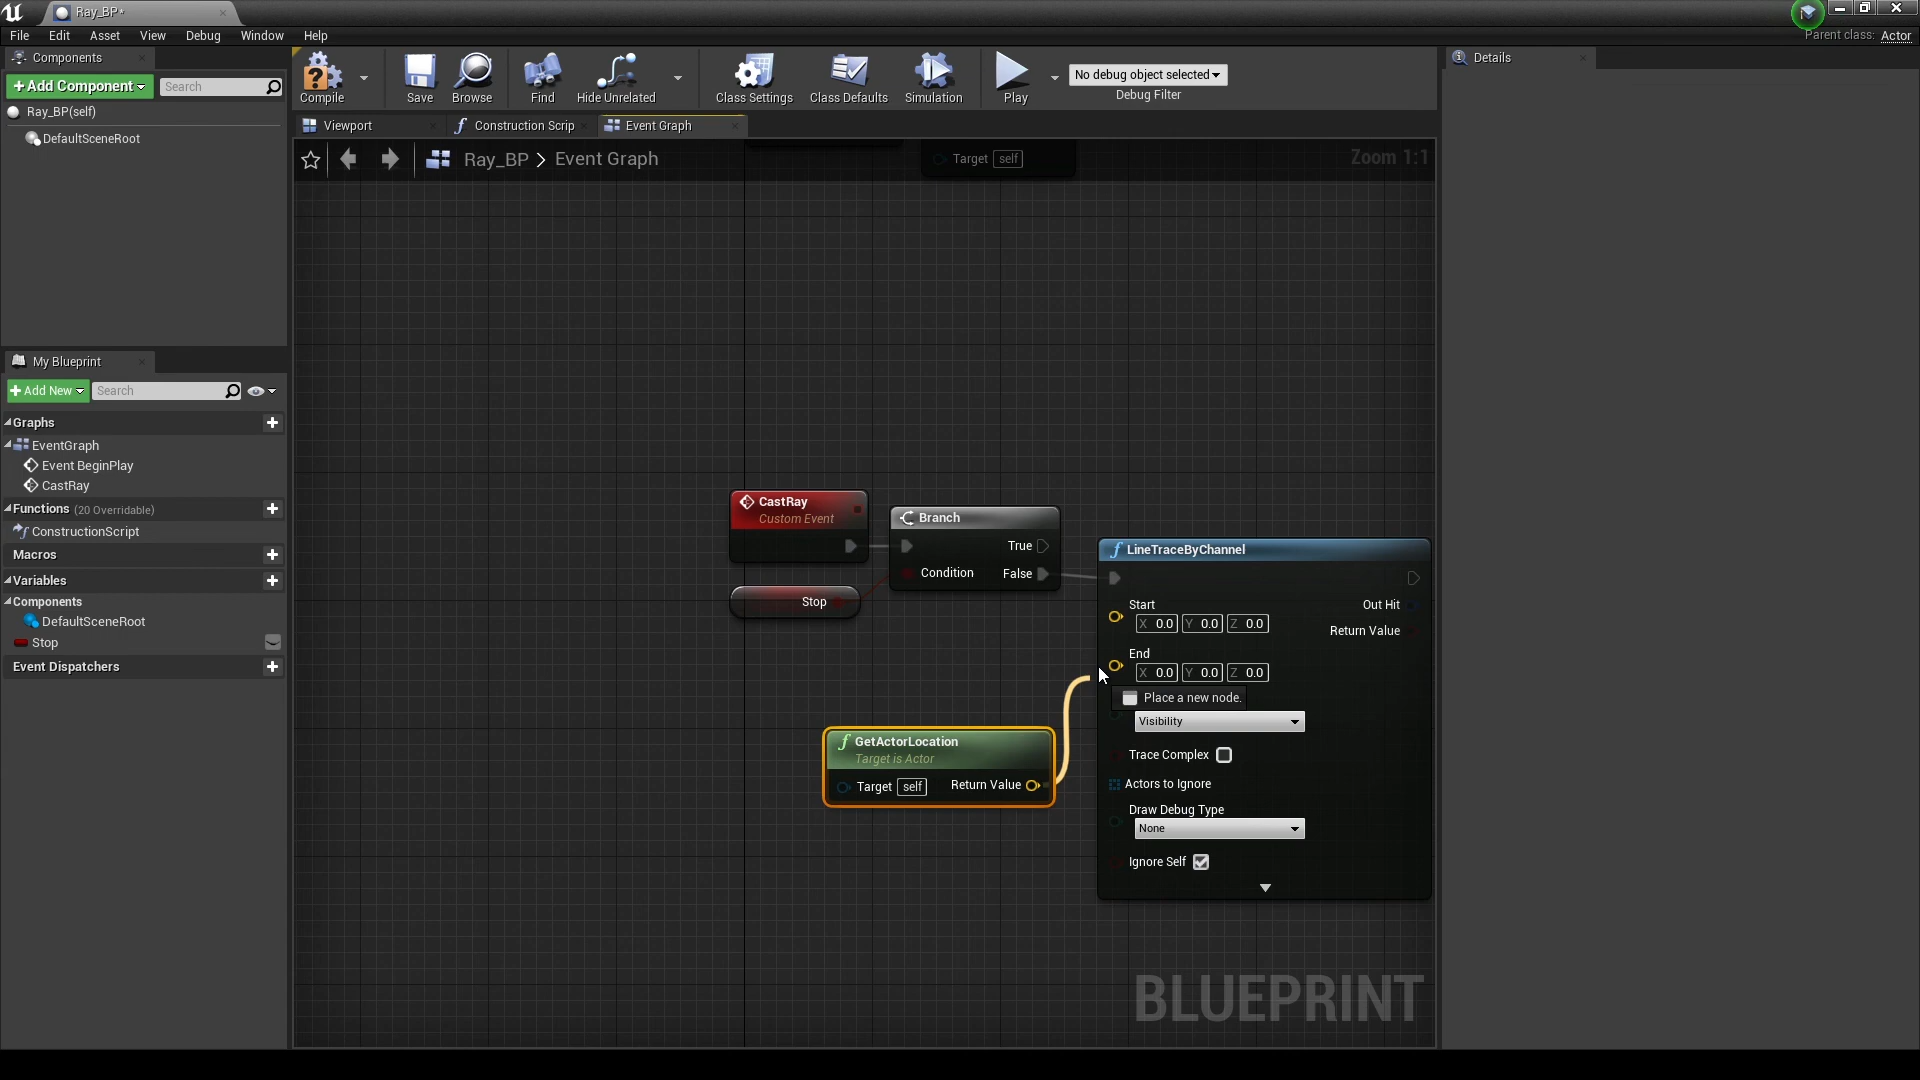 Ray_BP*
File Edit Asset View Debug Window Help
Parent class: Actor
Components
+Add Component
Search
Ray_BP(self)
DefaultSceneRoot
Compile
Save
Browse
Find
Hide Unrelated
Class Settings
Class Defaults
Simulation
Play
No debug object selected
Debug Filter
Details
Viewport
Construction Scrip
Event Graph
Ray_BP > Event Graph
Zoom 1:1
Target self
My Blueprint
+Add New
Search
Graphs
EventGraph
Event BeginPlay
CastRay
Functions (20 Overridable)
ConstructionScript
Macros
Variables
Components
DefaultSceneRoot
Stop
Event Dispatchers
CastRay
Custom Event
Branch
True
Condition False
Stop
LineTraceByChannel
Start
Out Hit
X 0.0 Y 0.0 Z 0.0
Return Value
End
X 0.0 Y 0.0 Z 0.0
Place a new node.
Visibility
Trace Complex
Actors to Ignore
Draw Debug Type
None
Ignore Self
GetActorLocation
Target is Actor
Target self Return Value
BLUEPRINT